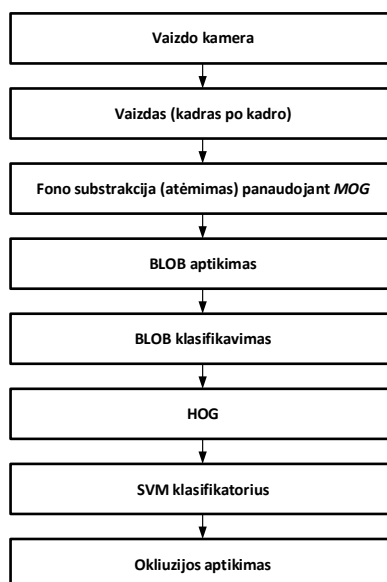 Vaizdo kamera
Vaizdas (kadras po kadro)
Fono substrakcija (atėmimas) panaudojant MOG
BLOB aptikimas
BLOB klasifikavimas
HOG
SVM klasifikatorius
Okliuzijos aptikimas